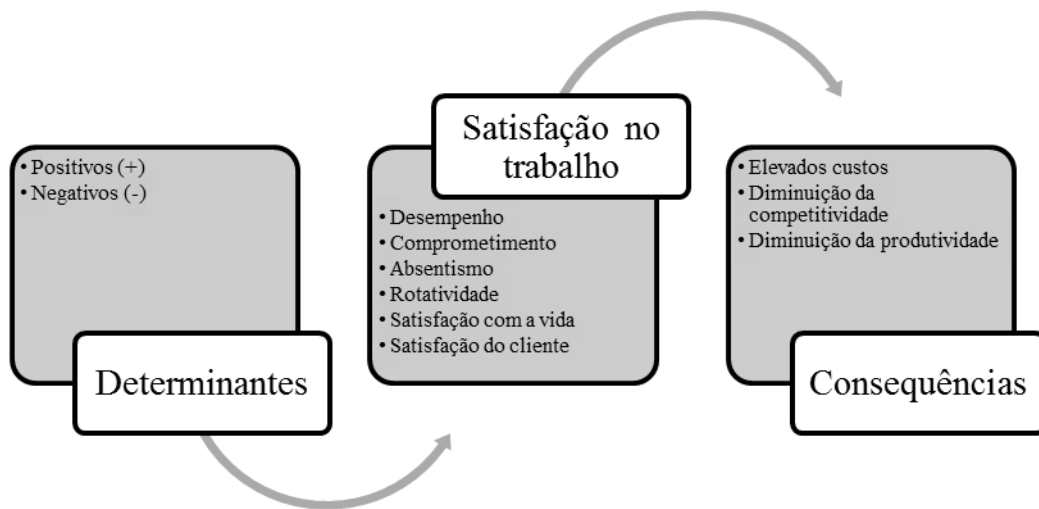 • Positivos (+)
• Negativos (-)
Determinantes
Satisfação no
trabalho
• Desempenho
• Comprometimento
• Absentismo
• Rotatividade
• Satisfação com a vida
• Satisfação do cliente
• Elevados custos
• Diminuição da
competitividade
• Diminuição da produtividade
Consequências